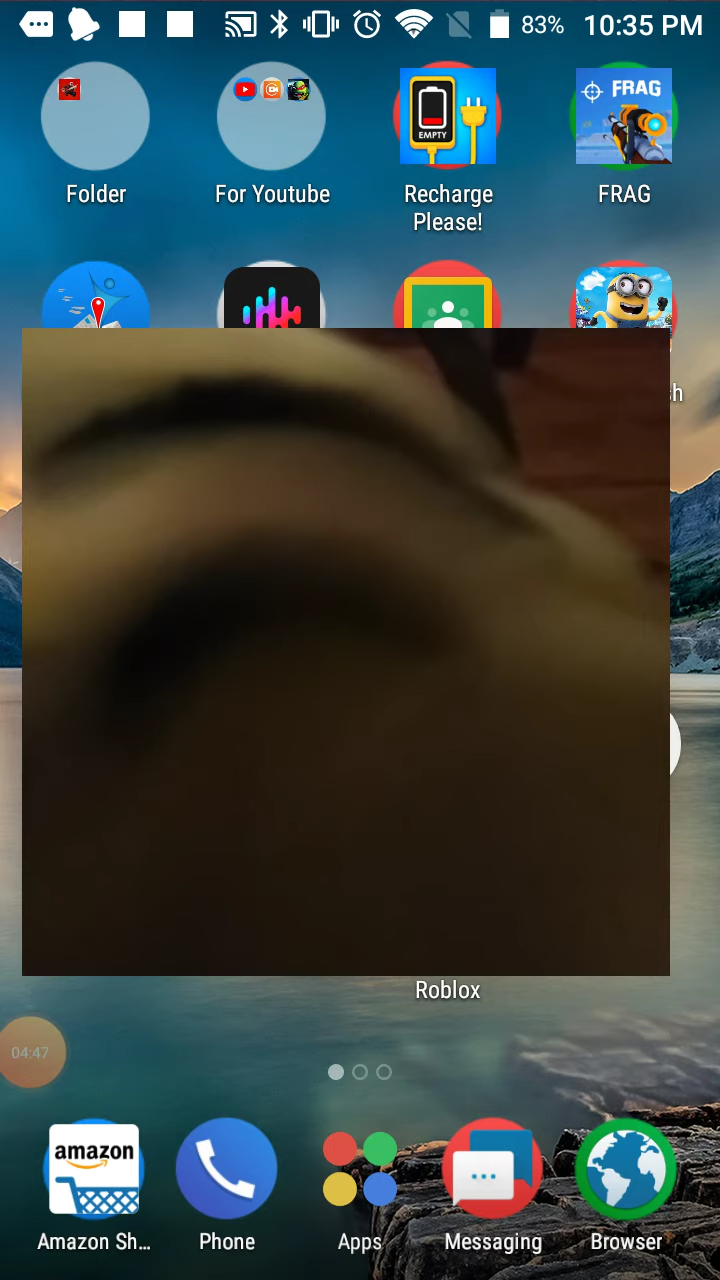 83% 10:35 PM
EMPTY
FRAG
Folder
For Youtube
Recharge
Please!
FRAG
h
Roblox
04:47
amazon
Amazon Sh...
Phone
Apps
Messaging
Browser